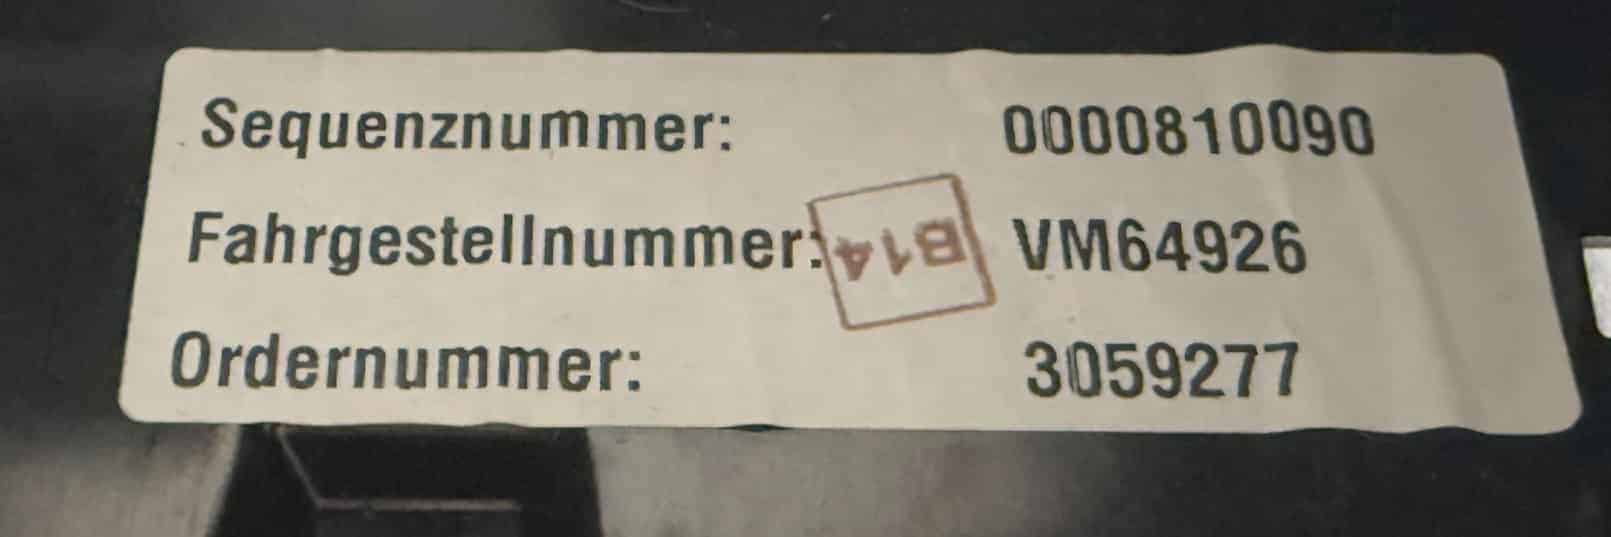 Sequenznummer: 0000810090
Fahrgestellnummer: VM64926
B14
Ordernummer: 3059277